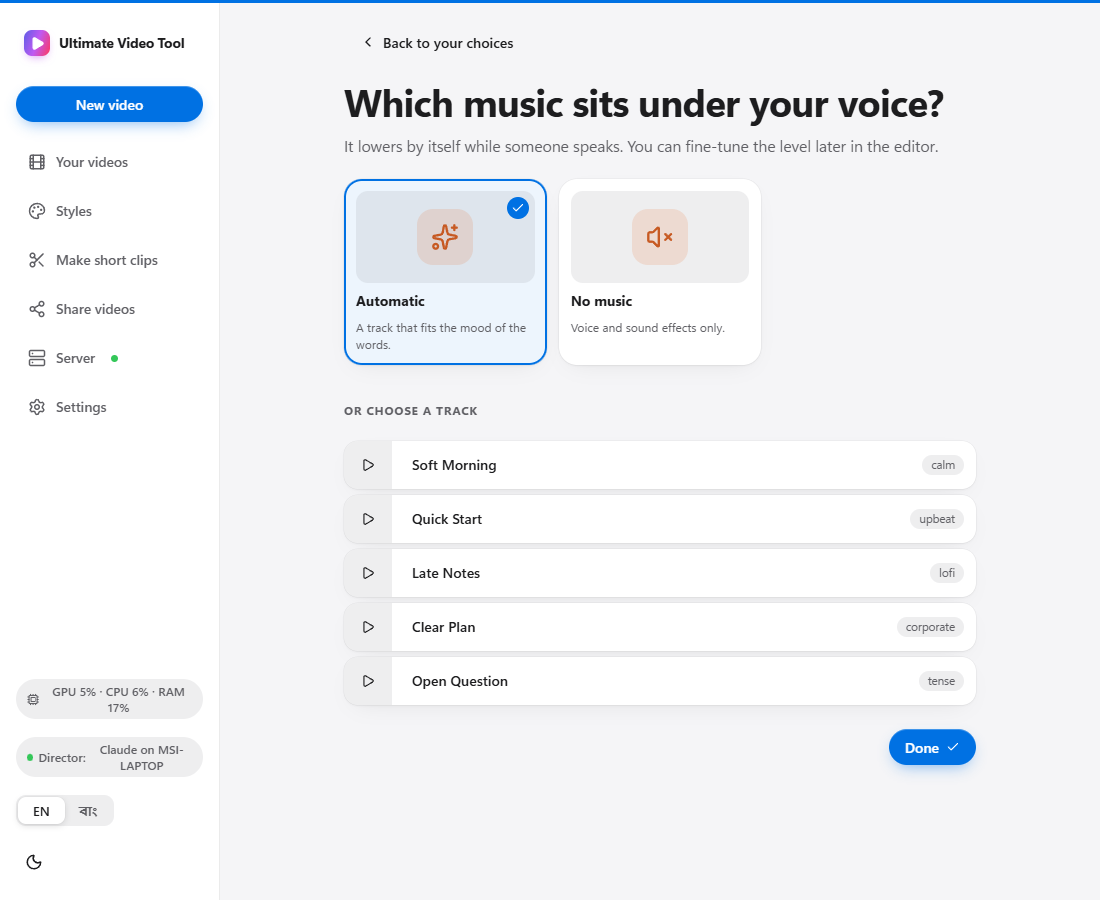 Ultimate Video Tool
New video
Your videos
Styles
Make short clips
Share videos
Server
Settings
GPU 5% · CPU 6% · RAM
17%
Director: Claude on MSI-
LAPTOP
EN বাং
Back to your choices
Which music sits under your voice?
It lowers by itself while someone speaks. You can fine-tune the level later in the editor.
Automatic
A track that fits the mood of the
words.
No music
Voice and sound effects only.
OR CHOOSE A TRACK
Soft Morning calm
Quick Start upbeat
Late Notes lofi
Clear Plan corporate
Open Question tense
Done